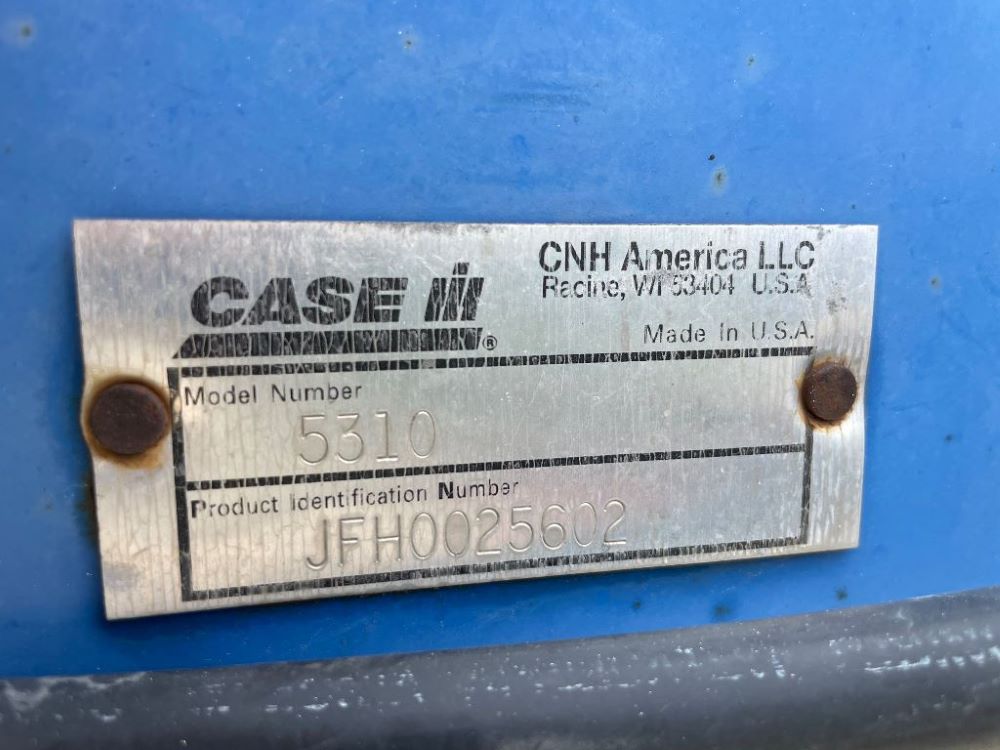 CASE IH®
CNH America LLC
Racine, WI 53404 U.S.A.
Made in U.S.A.
Model Number
5310
Product Identification Number
JFH0025602